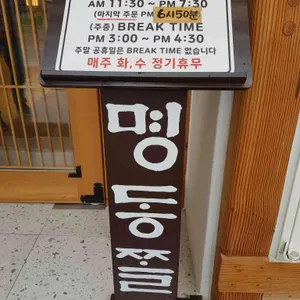 AM 11:30 ~ PM 7:30
(마지막 주문 PM 6시50분)
(주중) BREAK TIME
PM 3:00 ~ PM 4:30
주말 공휴일은 BREAK TIME 없습니다
매주 화, 수 정기휴무
명
동
쯔